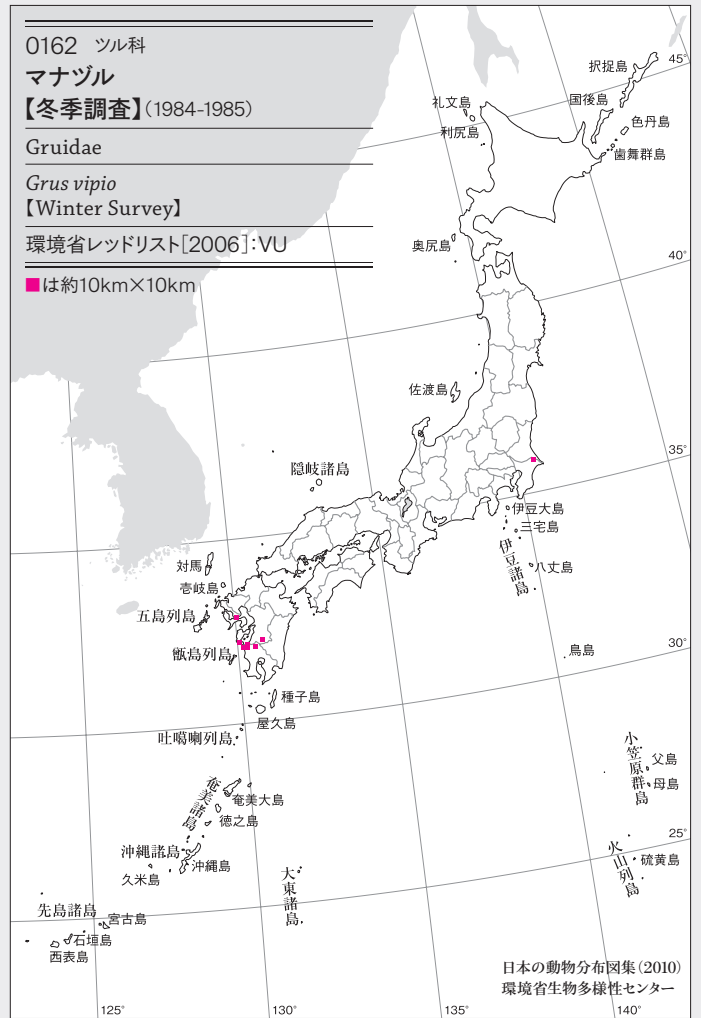 0162 ツル科
マナヅル
【冬季調査】(1984-1985)
Gruidae
Grus vipio
【Winter Survey】
環境省レッドリスト[2006]:VU
■は約10km×10km
択捉島
45°
礼文島
国後島
利尻島
色丹島
歯舞群島
奥尻島
40°
佐渡島
35°
隠岐諸島
伊豆大島
三宅島
伊豆諸島
八丈島
対馬
壱岐島
五島列島
甑島列島
鳥島
30°
種子島
屋久島
吐噶喇列島
小笠原群島
父島
母島
奄美諸島
奄美大島
徳之島
25°
沖縄諸島
沖縄島
久米島
火山列島
硫黄島
大東諸島
先島諸島
宮古島
石垣島
西表島
日本の動物分布図集(2010)
環境省生物多様性センター
125°
130°
135°
140°